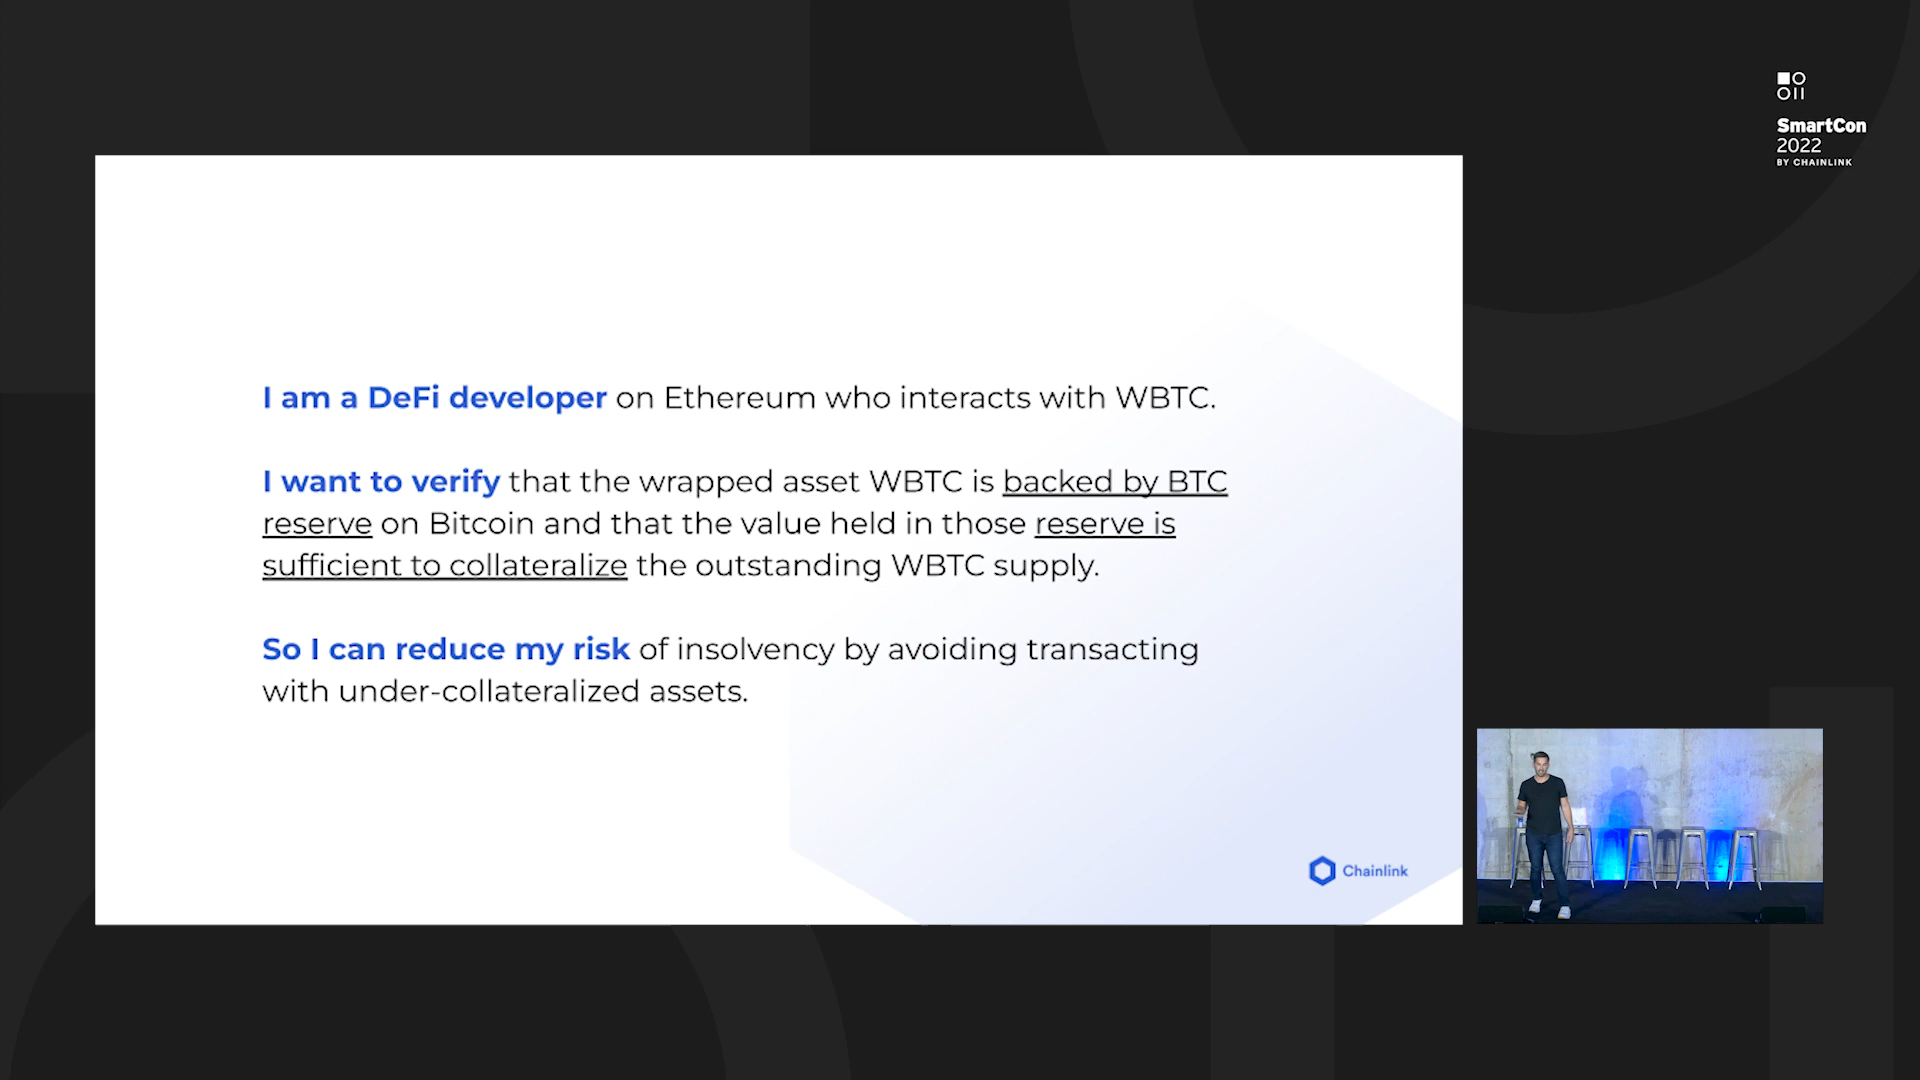 SmartCon
2022
BY CHAINLINK
I am a DeFi developer on Ethereum who interacts with WBTC.
I want to verify that the wrapped asset WBTC is backed by BTC
reserve on Bitcoin and that the value held in those reserve is
sufficient to collateralize the outstanding WBTC supply.
So I can reduce my risk of insolvency by avoiding transacting
with under-collateralized assets.
Chainlink